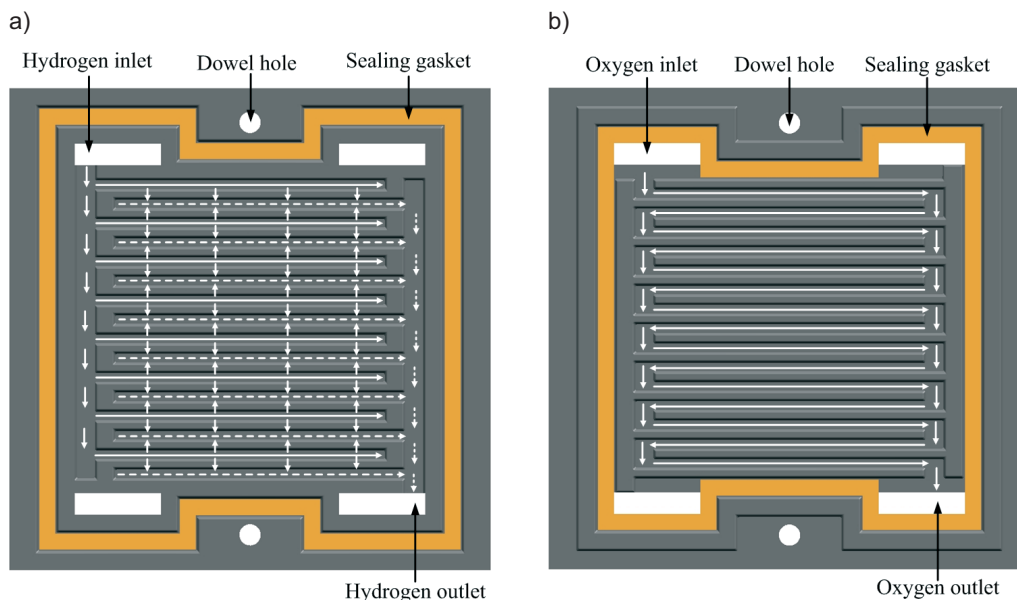 a)
Hydrogen inlet
Dowel hole
Sealing gasket
Hydrogen outlet
b)
Oxygen inlet
Dowel hole
Sealing gasket
Oxygen outlet